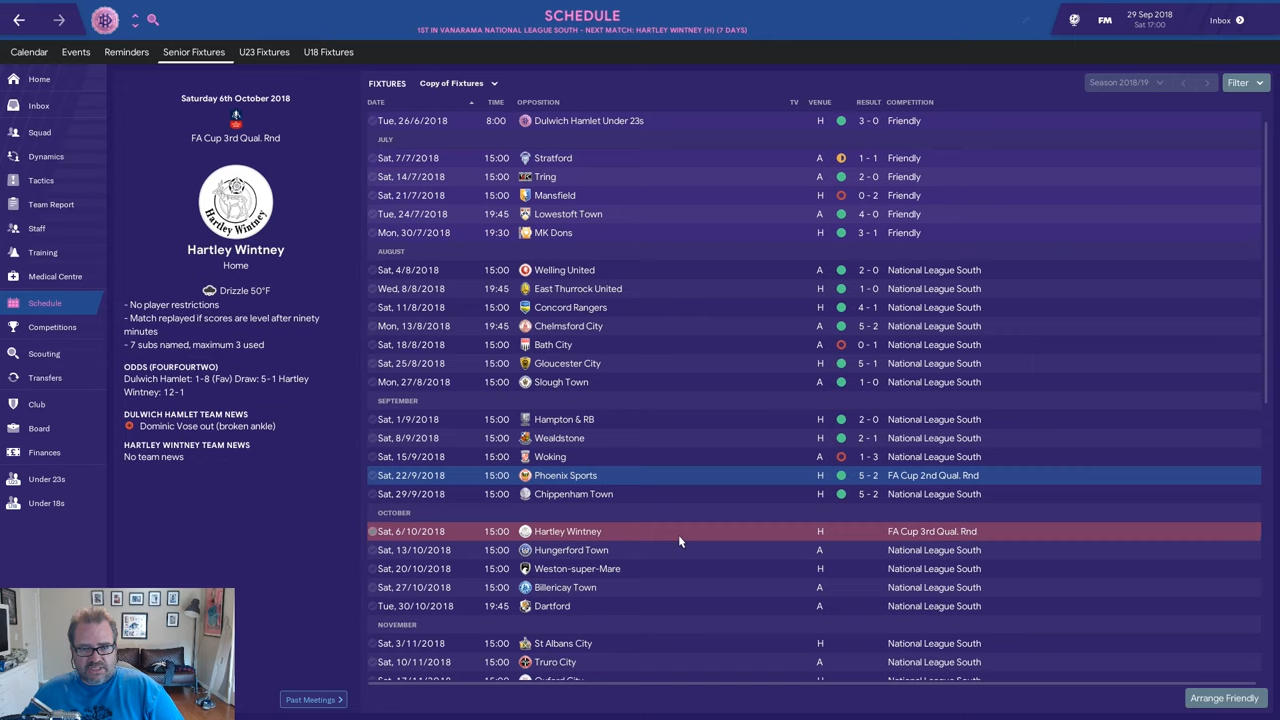 SCHEDULE
1ST IN VANARAMA NATIONAL LEAGUE SOUTH - NEXT MATCH: HARTLEY WINTNEY (H) (7 DAYS)
FM
29 Sep 2018
Sat 17:00
Inbox
Calendar Events Reminders Senior Fixtures U23 Fixtures U18 Fixtures
Home
Inbox
Squad
Dynamics
Tactics
Team Report
Staff
Training
Medical Centre
Schedule
Competitions
Scouting
Transfers
Club
Board
Finances
Under 23s
Under 18s
Saturday 6th October 2018
FA Cup 3rd Qual. Rnd
Hartley Wintney
Hartley Wintney
Home
Drizzle 50°F
- No player restrictions
- Match replayed if scores are level after ninety
minutes
- 7 subs named, maximum 3 used
ODDS (FOURFOURTWO)
Dulwich Hamlet: 1-8 (Fav) Draw: 5-1 Hartley
Wintney: 12-1
DULWICH HAMLET TEAM NEWS
Dominic Vose out (broken ankle)
HARTLEY WINTNEY TEAM NEWS
No team news
Past Meetings
FIXTURES Copy of Fixtures Season 2018/19 Filter
DATE TIME OPPOSITION TV VENUE RESULT COMPETITION
Tue, 26/6/2018 8:00 Dulwich Hamlet Under 23s H 3 - 0 Friendly
JULY
Sat, 7/7/2018 15:00 Stratford A 1 - 1 Friendly
Sat, 14/7/2018 15:00 Tring A 2 - 0 Friendly
Sat, 21/7/2018 15:00 Mansfield H 0 - 2 Friendly
Tue, 24/7/2018 19:45 Lowestoft Town A 4 - 0 Friendly
Mon, 30/7/2018 19:30 MK Dons H 3 - 1 Friendly
AUGUST
Sat, 4/8/2018 15:00 Welling United A 2 - 0 National League South
Wed, 8/8/2018 19:45 East Thurrock United H 1 - 0 National League South
Sat, 11/8/2018 15:00 Concord Rangers H 4 - 1 National League South
Mon, 13/8/2018 19:45 Chelmsford City A 5 - 2 National League South
Sat, 18/8/2018 15:00 Bath City A 0 - 1 National League South
Sat, 25/8/2018 15:00 Gloucester City H 5 - 1 National League South
Mon, 27/8/2018 15:00 Slough Town A 1 - 0 National League South
SEPTEMBER
Sat, 1/9/2018 15:00 Hampton & RB H 2 - 0 National League South
Sat, 8/9/2018 15:00 Wealdstone H 2 - 1 National League South
Sat, 15/9/2018 15:00 Woking A 1 - 3 National League South
Sat, 22/9/2018 15:00 Phoenix Sports H 5 - 2 FA Cup 2nd Qual. Rnd
Sat, 29/9/2018 15:00 Chippenham Town H 5 - 2 National League South
OCTOBER
Sat, 6/10/2018 15:00 Hartley Wintney H FA Cup 3rd Qual. Rnd
Sat, 13/10/2018 15:00 Hungerford Town A National League South
Sat, 20/10/2018 15:00 Weston-super-Mare H National League South
Sat, 27/10/2018 15:00 Billericay Town A National League South
Tue, 30/10/2018 19:45 Dartford A National League South
NOVEMBER
Sat, 3/11/2018 15:00 St Albans City H National League South
Sat, 10/11/2018 15:00 Truro City A National League South
Sat, 17/11/2018 15:00 Oxford City H National League South
Arrange Friendly